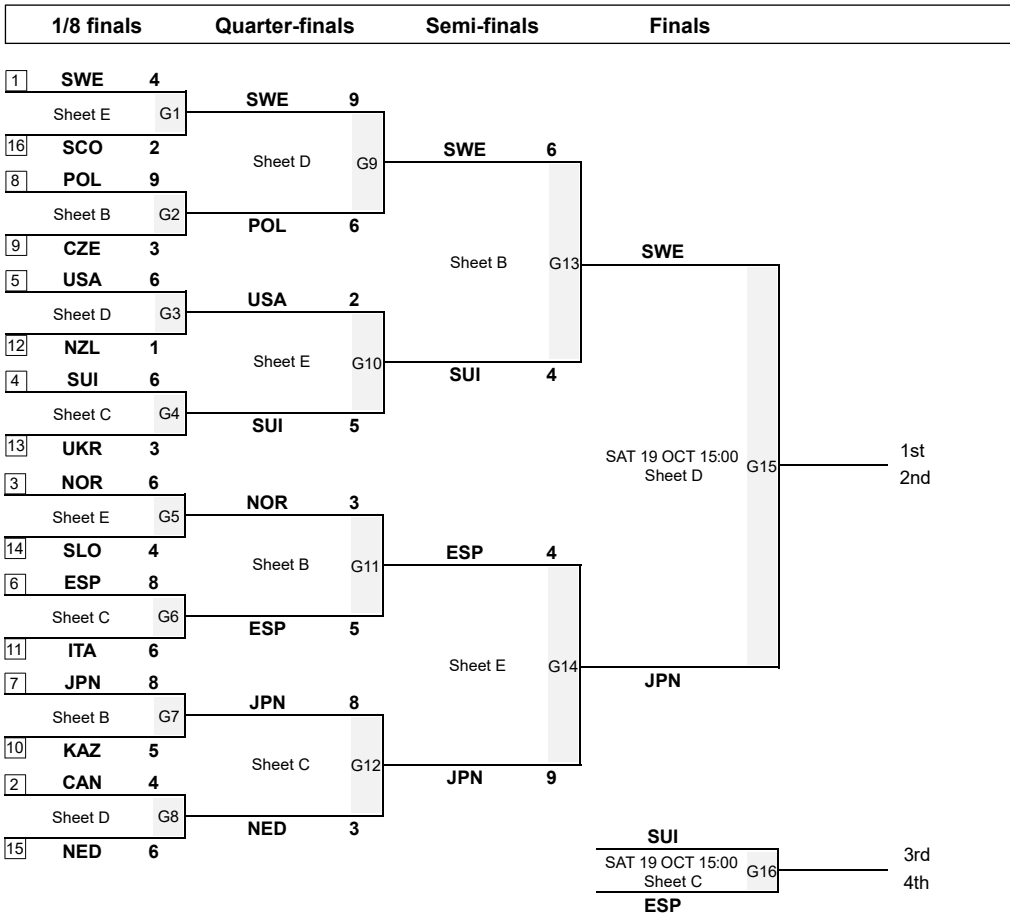 1/8 finals Quarter-finals Semi-finals Finals
1 SWE 4
Sheet E G1
16 SCO 2
8 POL 9
Sheet B G2
9 CZE 3
5 USA 6
Sheet D G3
12 NZL 1
4 SUI 6
Sheet C G4
13 UKR 3
3 NOR 6
Sheet E G5
14 SLO 4
6 ESP 8
Sheet C G6
11 ITA 6
7 JPN 8
Sheet B G7
10 KAZ 5
2 CAN 4
Sheet D G8
15 NED 6
SWE 9
Sheet D G9
POL 6
USA 2
Sheet E G10
SUI 5
NOR 3
Sheet B G11
ESP 5
JPN 8
Sheet C G12
NED 3
SWE 6
Sheet B G13
SUI 4
ESP 4
Sheet E G14
JPN 9
SWE
SAT 19 OCT 15:00
Sheet D G15
JPN
1st
2nd
SUI
SAT 19 OCT 15:00
Sheet C G16
ESP
3rd
4th